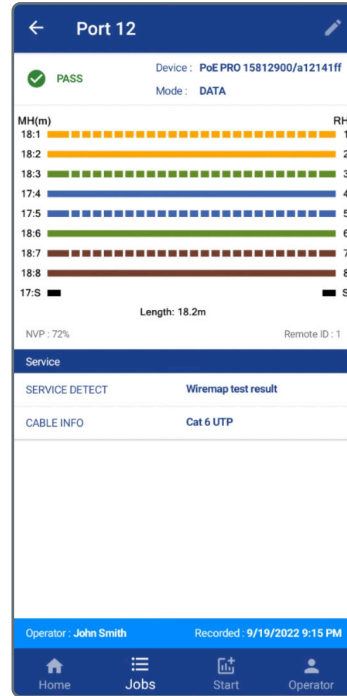 Port 12
PASS
Device : PoE PRO 15812900/a12141ff
Mode : DATA
MH(m) RH
18:1 1
18:2 2
18:3 3
17:4 4
17:5 5
18:6 6
18:7 7
18:8 8
17:S S
Length: 18.2m
NVP : 72% Remote ID : 1
Service
SERVICE DETECT Wiremap test result
CABLE INFO Cat 6 UTP
Operator : John Smith Recorded : 9/19/2022 9:15 PM
Home Jobs Start Operator